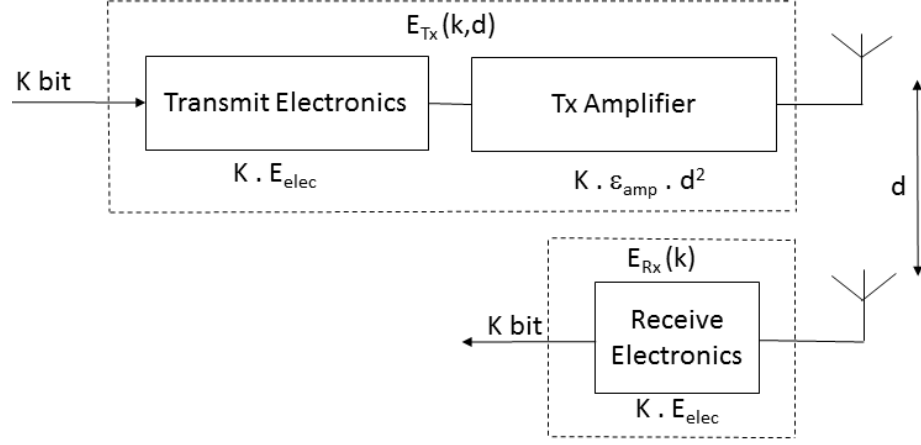 E_Tx (k,d)
K bit
Transmit Electronics
Tx Amplifier
K . E_elec
K . ε_amp . d²
d
E_Rx (k)
K bit
Receive
Electronics
K . E_elec